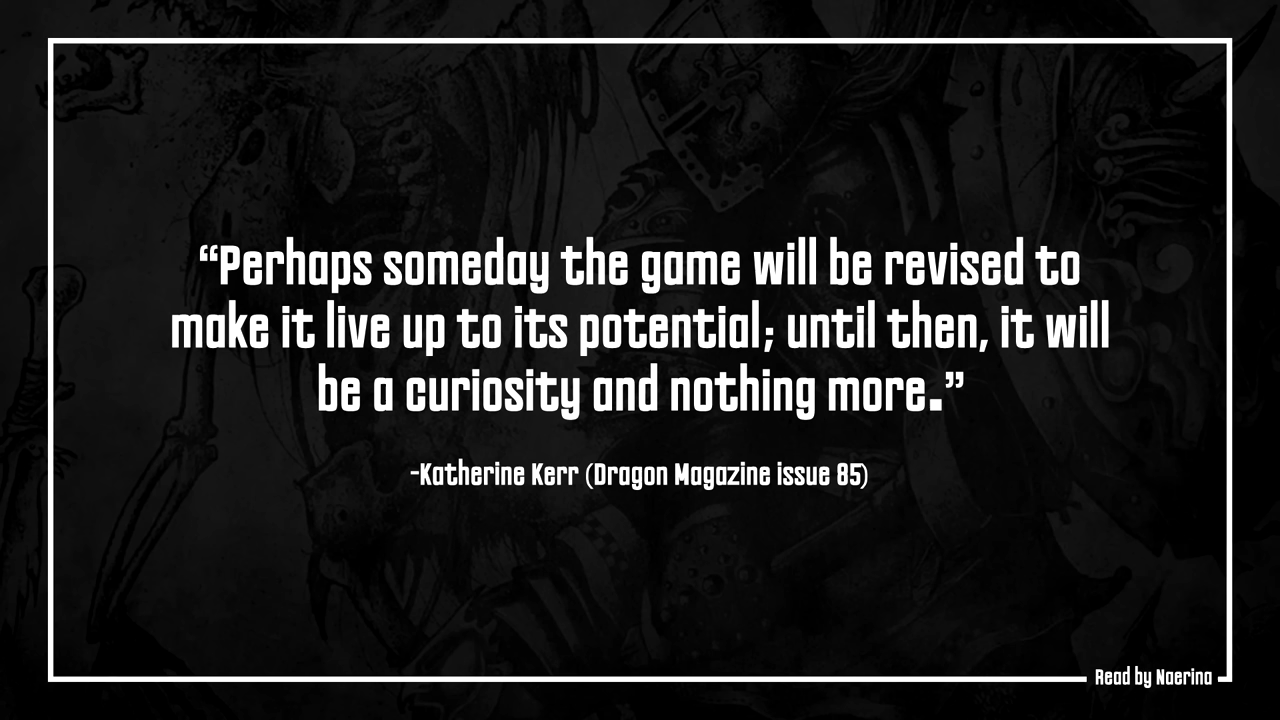 “Perhaps someday the game will be revised to
make it live up to its potential; until then, it will
be a curiosity and nothing more.”
-Katherine Kerr (Dragon Magazine issue 85)
Read by Naerina